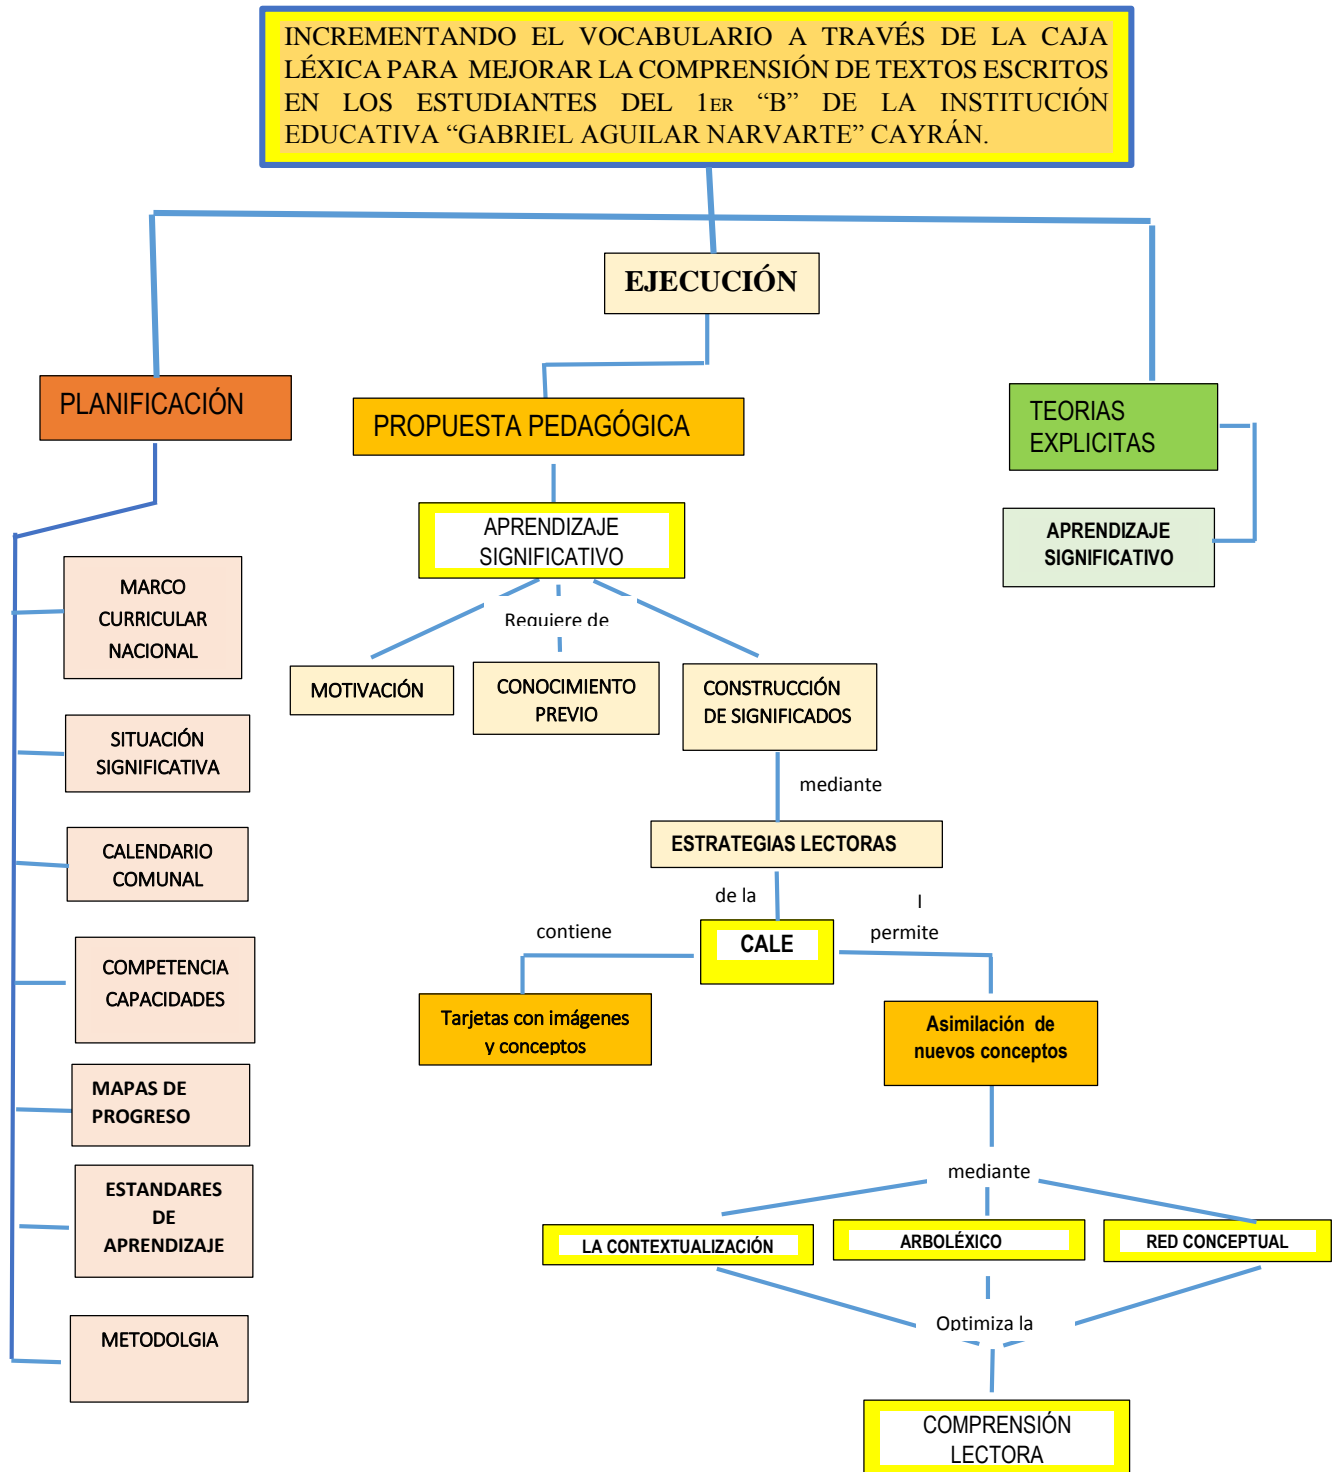 INCREMENTANDO EL VOCABULARIO A TRAVÉS DE LA CAJA
LÉXICA PARA MEJORAR LA COMPRENSIÓN DE TEXTOS ESCRITOS
EN LOS ESTUDIANTES DEL 1ER “B” DE LA INSTITUCIÓN
EDUCATIVA “GABRIEL AGUILAR NARVARTE” CAYRÁN.
EJECUCIÓN
PLANIFICACIÓN
MARCO
CURRICULAR
NACIONAL
SITUACIÓN
SIGNIFICATIVA
CALENDARIO
COMUNAL
COMPETENCIA
CAPACIDADES
MAPAS DE
PROGRESO
ESTANDARES
DE
APRENDIZAJE
METODOLGIA
PROPUESTA PEDAGÓGICA
APRENDIZAJE
SIGNIFICATIVO
Requiere de
MOTIVACIÓN
CONOCIMIENTO
PREVIO
CONSTRUCCIÓN
DE SIGNIFICADOS
mediante
ESTRATEGIAS LECTORAS
de la
CALE
contiene
Tarjetas con imágenes
y conceptos
l
permite
Asimilación de
nuevos conceptos
mediante
LA CONTEXTUALIZACIÓN
ARBOLÉXICO
RED CONCEPTUAL
Optimiza la
COMPRENSIÓN
LECTORA
TEORIAS
EXPLICITAS
APRENDIZAJE
SIGNIFICATIVO